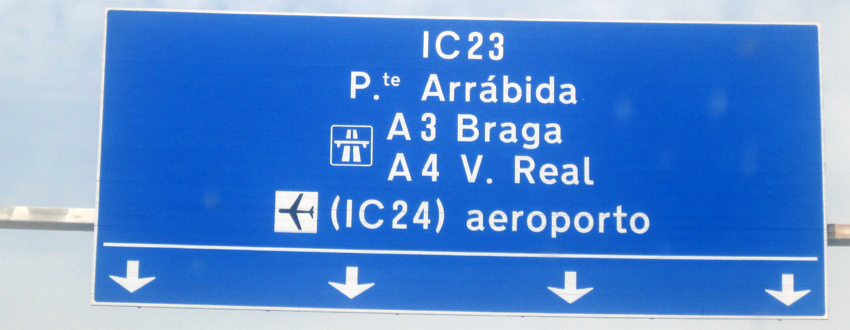 IC23
P.te Arrábida
A3 Braga
A4 V. Real
(IC24) aeroporto